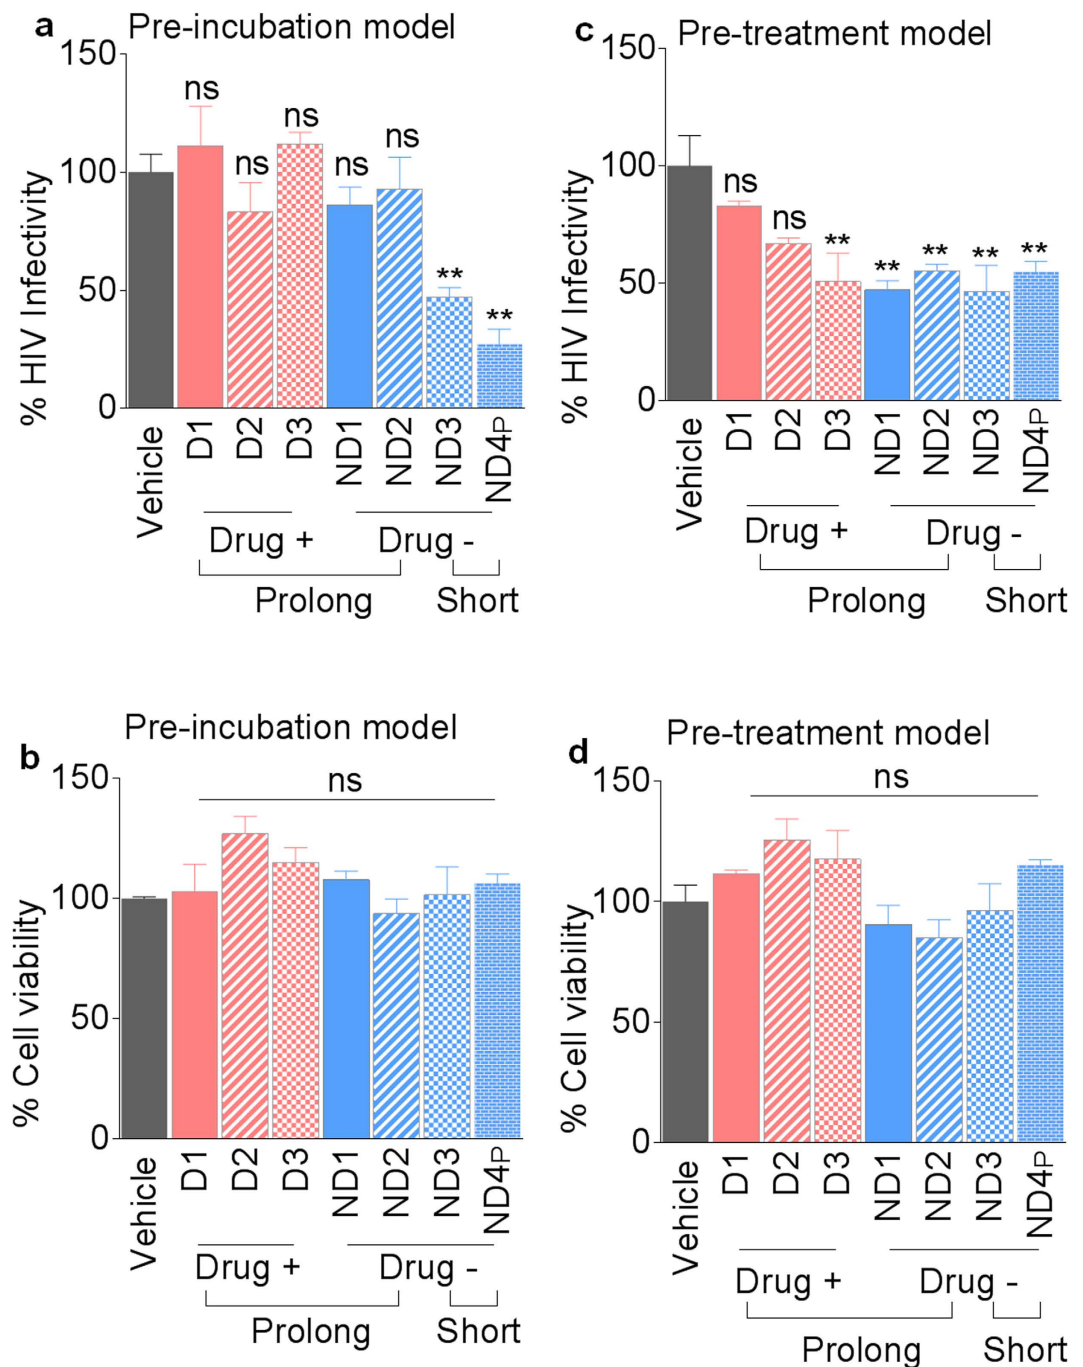 a Pre-incubation model
150
100
50
0
% HIV Infectivity
ns
ns
ns
ns
ns
**
**
Vehicle
D1
D2
D3
ND1
ND2
ND3
ND4P
Drug +
Drug -
Prolong
Short
c Pre-treatment model
150
100
50
0
% HIV Infectivity
ns
ns
**
**
**
**
**
Vehicle
D1
D2
D3
ND1
ND2
ND3
ND4P
Drug +
Drug -
Prolong
Short
b Pre-incubation model
150
100
50
0
% Cell viability
ns
Vehicle
D1
D2
D3
ND1
ND2
ND3
ND4P
Drug +
Drug -
Prolong
Short
d Pre-treatment model
150
100
50
0
% Cell viability
ns
Vehicle
D1
D2
D3
ND1
ND2
ND3
ND4P
Drug +
Drug -
Prolong
Short